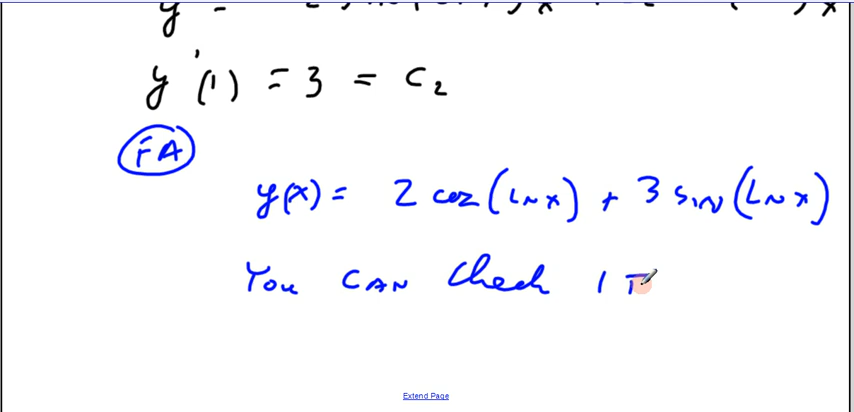 y'(1) = 3 = C₂
FA
y(x) = 2 cos(LN x) + 3 SIN(LN x)
You CAN Check IT
Extend Page